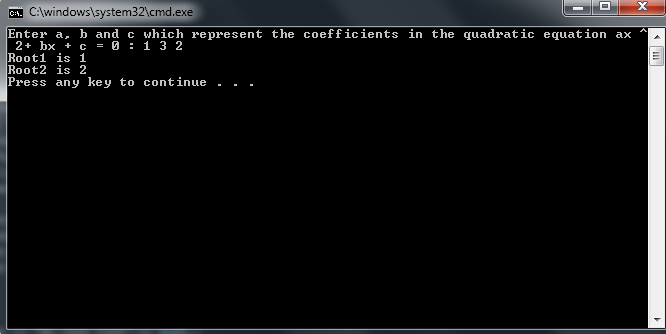 C:\windows\system32\cmd.exe
Enter a, b and c which represent the coefficients in the quadratic equation ax ^
 2+ bx + c = 0 : 1 3 2
Root1 is 1
Root2 is 2
Press any key to continue . . .